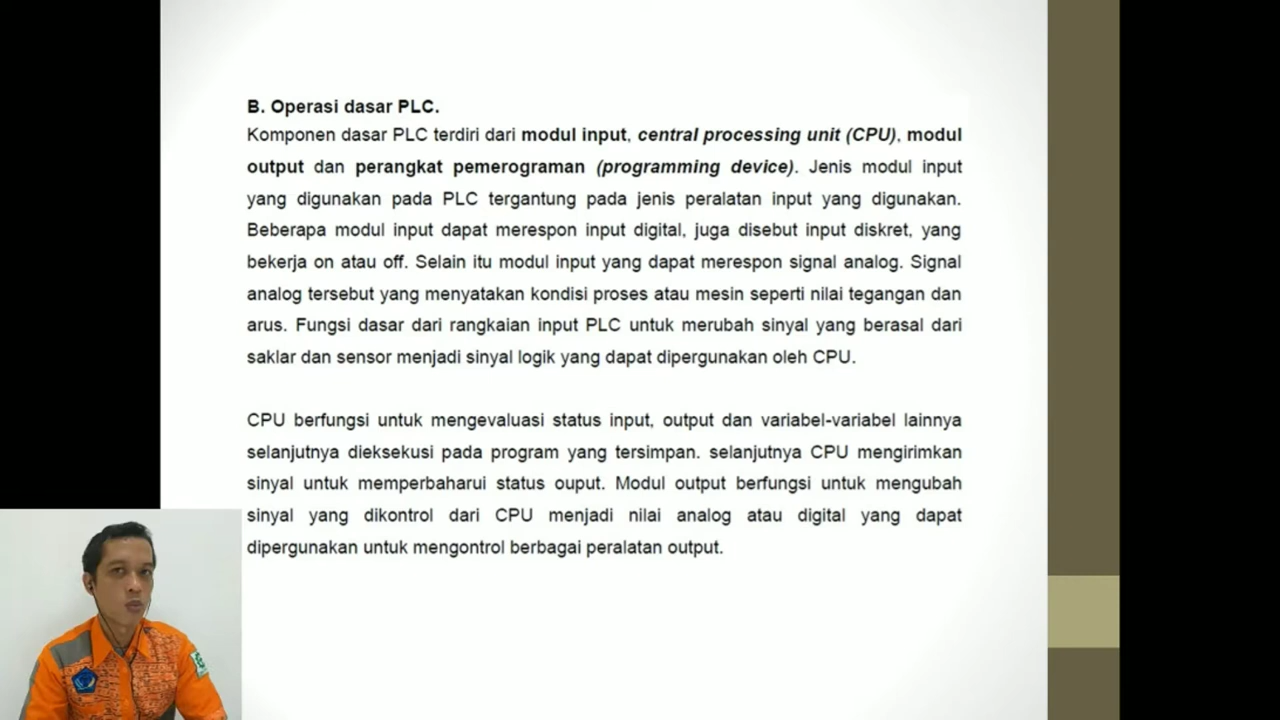 B. Operasi dasar PLC.
Komponen dasar PLC terdiri dari modul input, central processing unit (CPU), modul
output dan perangkat pemerograman (programming device). Jenis modul input
yang digunakan pada PLC tergantung pada jenis peralatan input yang digunakan.
Beberapa modul input dapat merespon input digital, juga disebut input diskret, yang
bekerja on atau off. Selain itu modul input yang dapat merespon signal analog. Signal
analog tersebut yang menyatakan kondisi proses atau mesin seperti nilai tegangan dan
arus. Fungsi dasar dari rangkaian input PLC untuk merubah sinyal yang berasal dari
saklar dan sensor menjadi sinyal logik yang dapat dipergunakan oleh CPU.
CPU berfungsi untuk mengevaluasi status input, output dan variabel-variabel lainnya
selanjutnya dieksekusi pada program yang tersimpan. selanjutnya CPU mengirimkan
sinyal untuk memperbaharui status ouput. Modul output berfungsi untuk mengubah
sinyal yang dikontrol dari CPU menjadi nilai analog atau digital yang dapat
dipergunakan untuk mengontrol berbagai peralatan output.